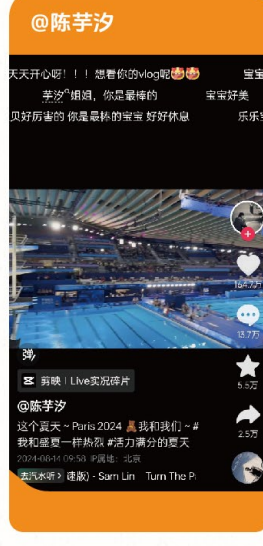 @陈芋汐
天天开心呀！！！想看你的vlog呢
宝宝
芋汐姐姐，你是最棒的
宝宝好美
贝好厉害的 你是最棒的宝宝 好好休息
乐乐
164.7万
13.7万
弹
5.5万
剪映 | Live实况碎片
@陈芋汐
2.5万
这个夏天 ~ Paris 2024 我和我们 ~ #
我和盛夏一样热烈 #活力满分的夏天
2024-08-14 09:58 IP属地：北京
去汽水听 > 速版) - Sam Lin Turn The P